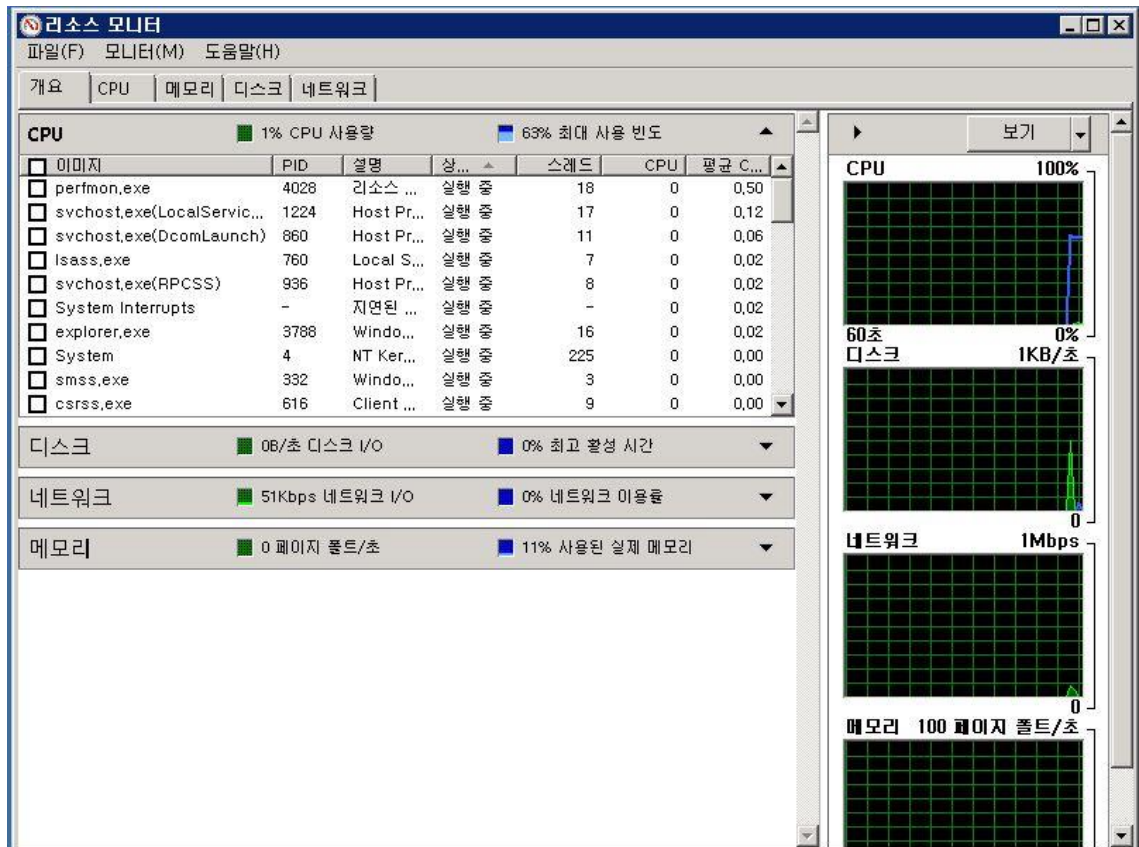 리소스 모니터
파일(F) 모니터(M) 도움말(H)
개요 CPU 메모리 디스크 네트워크
CPU 1% CPU 사용량 63% 최대 사용 빈도
이미지 PID 설명 상... 스레드 CPU 평균 C...
perfmon.exe 4028 리소스 ... 실행 중 18 0 0,50
svchost.exe(LocalServic... 1224 Host Pr... 실행 중 17 0 0,12
svchost.exe(DcomLaunch) 860 Host Pr... 실행 중 11 0 0,06
lsass.exe 760 Local S... 실행 중 7 0 0,02
svchost.exe(RPCSS) 936 Host Pr... 실행 중 8 0 0,02
System Interrupts - 지연된 ... 실행 중 - 0 0,02
explorer.exe 3788 Windo... 실행 중 16 0 0,02
System 4 NT Ker... 실행 중 225 0 0,00
smss.exe 332 Windo... 실행 중 3 0 0,00
csrss.exe 616 Client ... 실행 중 9 0 0,00
디스크 0B/초 디스크 I/O 0% 최고 활성 시간
네트워크 51Kbps 네트워크 I/O 0% 네트워크 이용률
메모리 0 페이지 폴트/초 11% 사용된 실제 메모리
보기
CPU 100%
60초 0%
디스크 1KB/초
0
네트워크 1Mbps
0
메모리 100 페이지 폴트/초